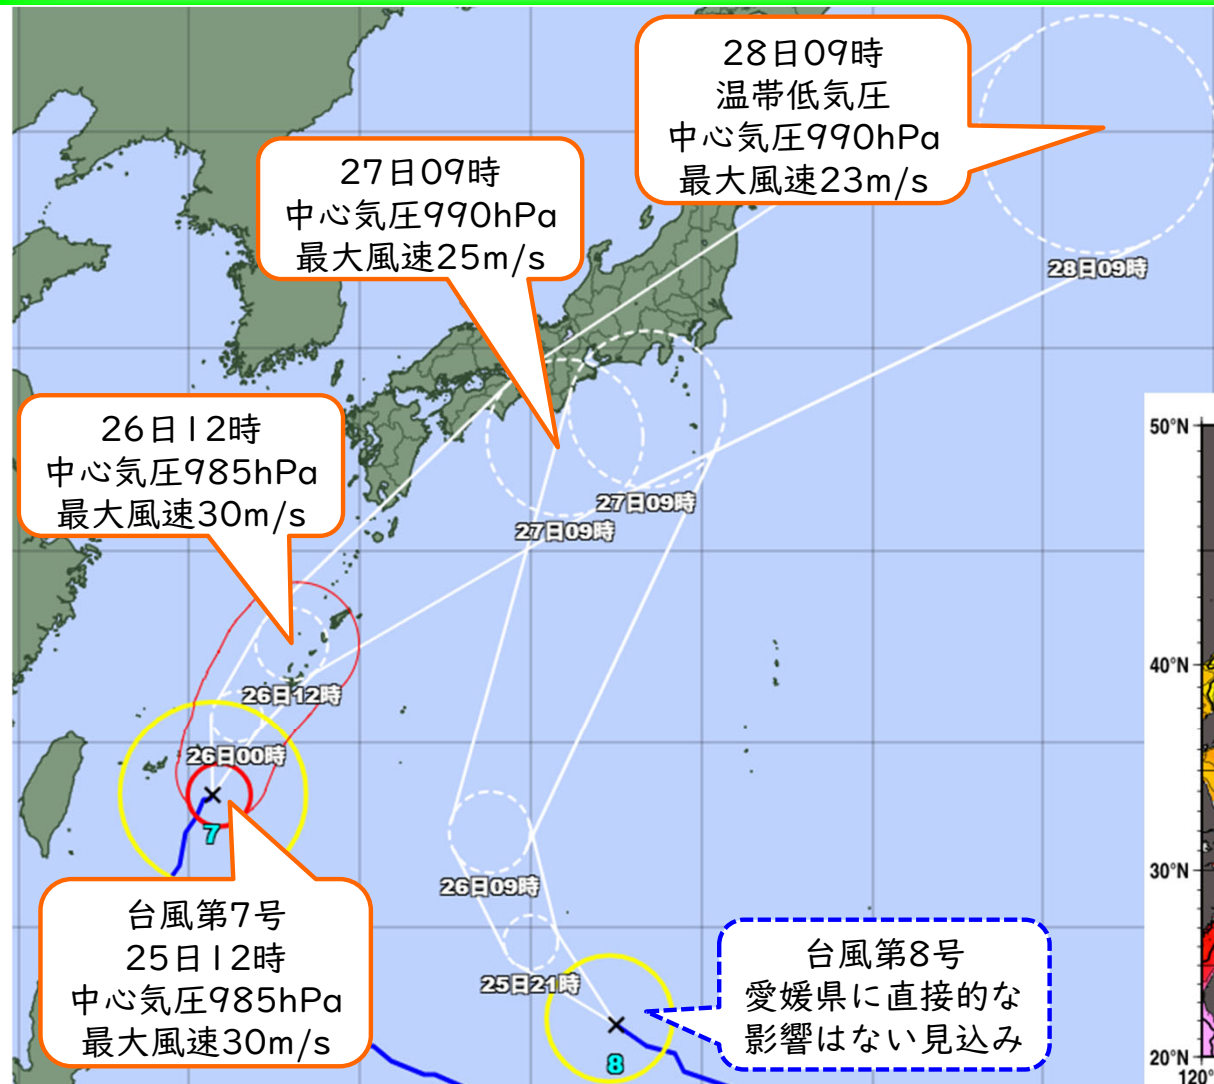 28日09時
温帯低気圧
中心気圧990hPa
最大風速23m/s
27日09時
中心気圧990hPa
最大風速25m/s
28日09時
26日12時
中心気圧985hPa
最大風速30m/s
50°N
27日09時
27日09時
40°N
26日12時
26日00時
7
30°N
26日09時
台風第7号
25日12時
中心気圧985hPa
最大風速30m/s
台風第8号
愛媛県に直接的な
影響はない見込み
25日21時
8
20°N
120°